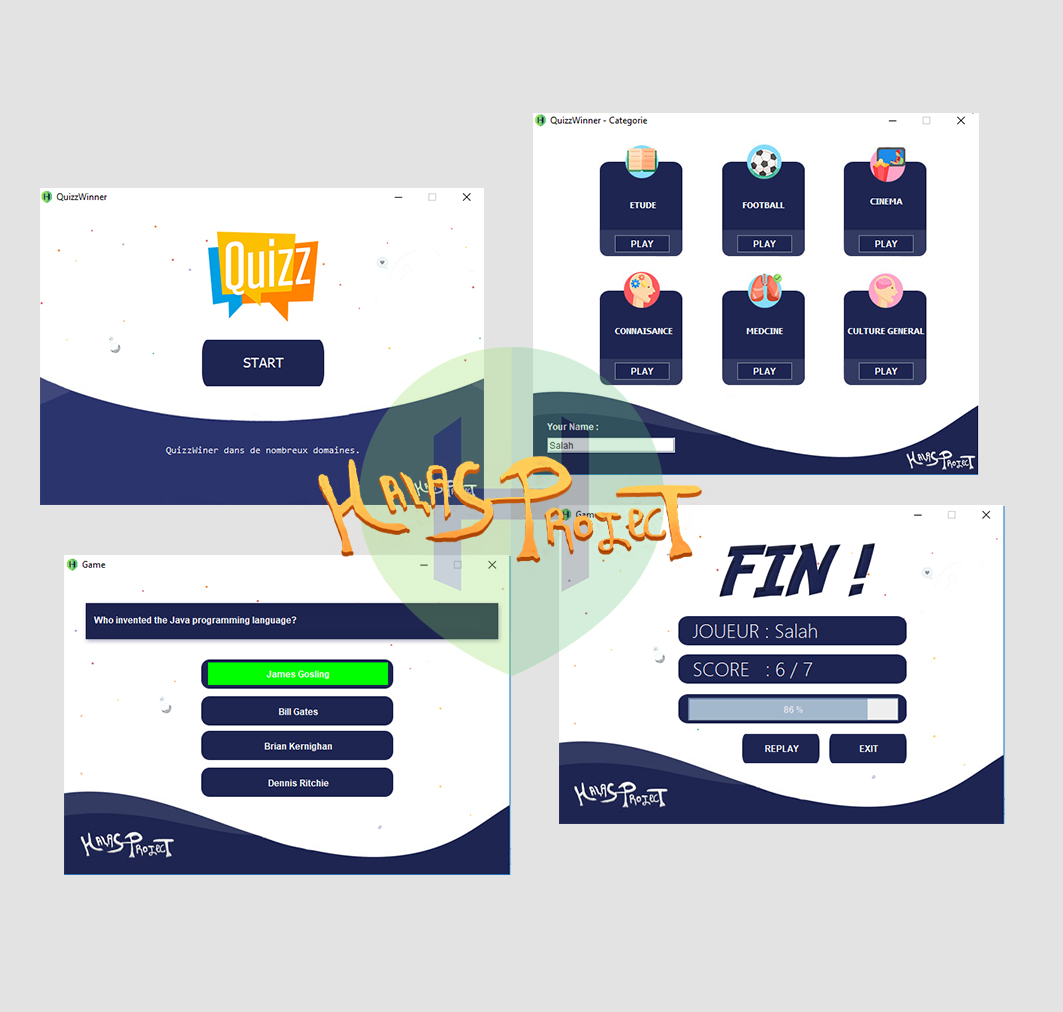 QuizzWinner
Quizz
START
QuizzWiner dans de nombreux domaines.
HALAS PROJECT
QuizzWinner - Categorie
ETUDE
FOOTBALL
CINEMA
PLAY
PLAY
PLAY
CONNAISANCE
MEDCINE
CULTURE GENERAL
PLAY
PLAY
PLAY
Your Name :
Salah
HALAS PROJECT
HALAS PROJECT
Game
Who invented the Java programming language?
James Gosling
Bill Gates
Brian Kernighan
Dennis Ritchie
HALAS PROJECT
Game
FIN !
JOUEUR : Salah
SCORE : 6 / 7
86 %
REPLAY
EXIT
HALAS PROJECT